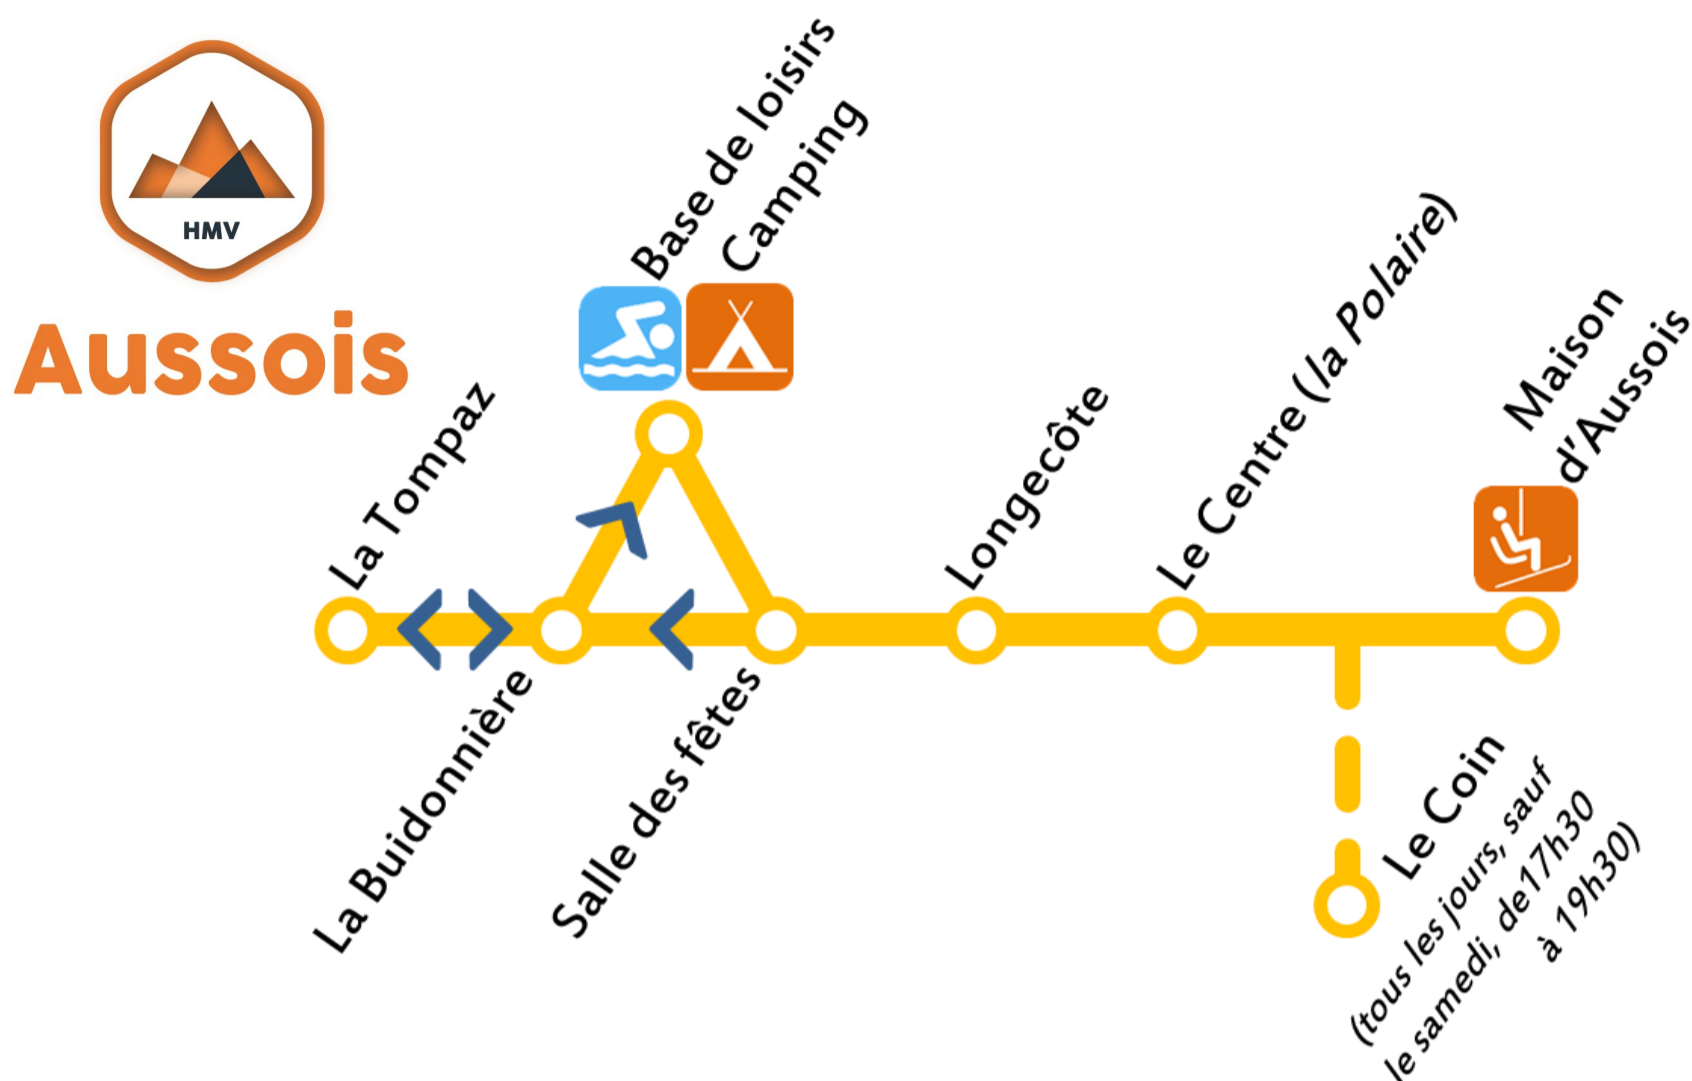 HMV
Aussois
La Tompaz
Base de loisirs
Camping
La Buidonnière
Salle des fêtes
Longecôte
Le Centre (la Polaire)
Maison
d'Aussois
Le Coin
(tous les jours, sauf
le samedi, de17h30
à 19h30)